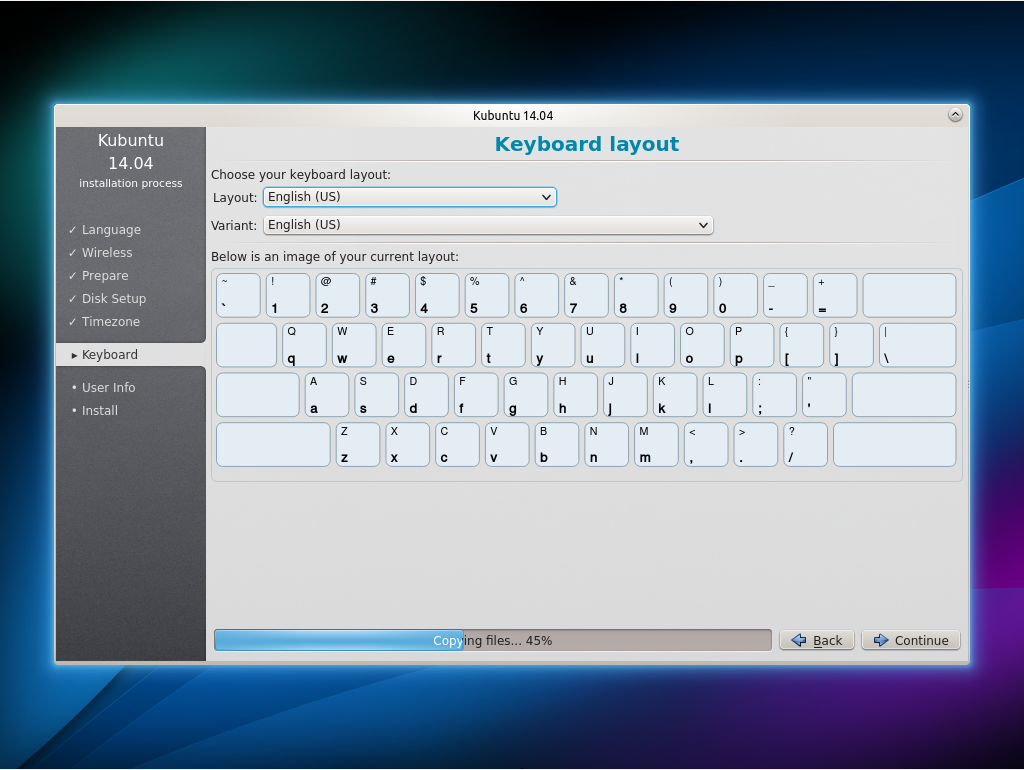 Kubuntu 14.04
Kubuntu
14.04
installation process
✓ Language
✓ Wireless
✓ Prepare
✓ Disk Setup
✓ Timezone
▸ Keyboard
• User Info
• Install
Keyboard layout
Choose your keyboard layout:
Layout: English (US)
Variant: English (US)
Below is an image of your current layout:
~ ! @ # $ % ^ & * ( ) _ +
` 1 2 3 4 5 6 7 8 9 0 - =
Q W E R T Y U I O P { } |
q w e r t y u i o p [ ] \
A S D F G H J K L : "
a s d f g h j k l ; '
Z X C V B N M < > ?
z x c v b n m , . /
Copying files... 45%
Back
Continue